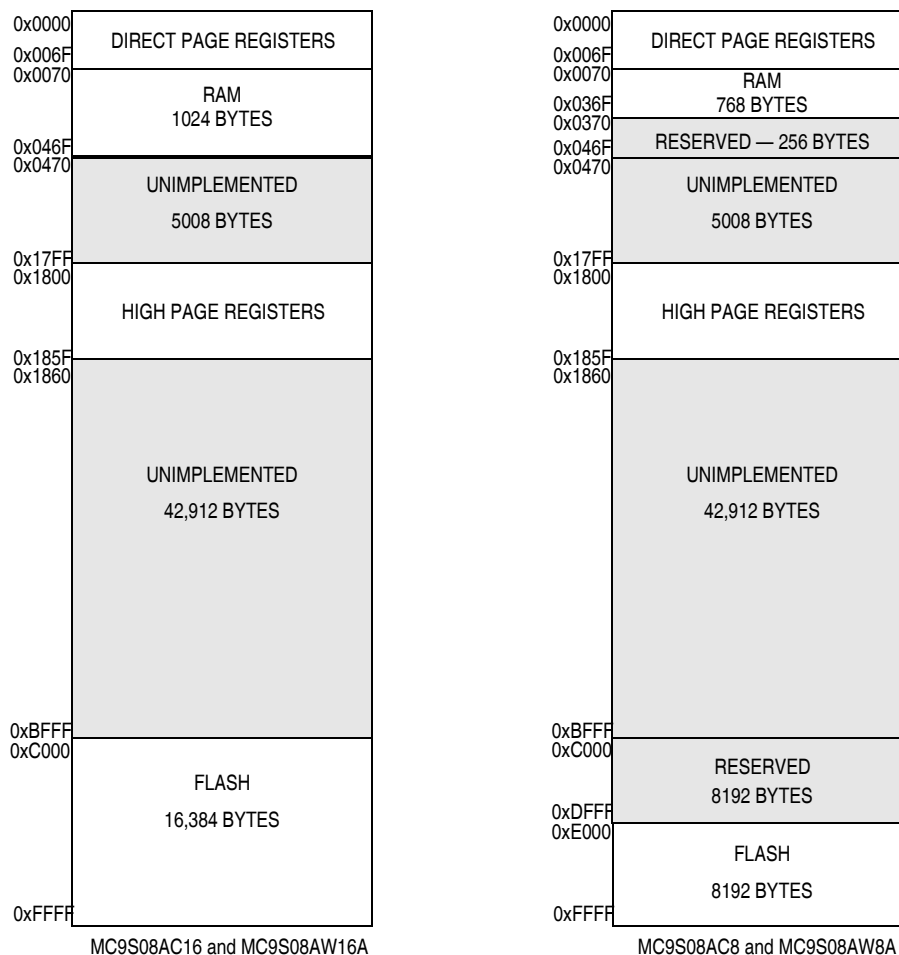 0x0000
DIRECT PAGE REGISTERS
0x006F
0x0070
RAM
1024 BYTES
0x046F
0x0470
UNIMPLEMENTED
5008 BYTES
0x17FF
0x1800
HIGH PAGE REGISTERS
0x185F
0x1860
UNIMPLEMENTED
42,912 BYTES
0xBFFF
0xC000
FLASH
16,384 BYTES
0xFFFF
MC9S08AC16 and MC9S08AW16A
0x0000
DIRECT PAGE REGISTERS
0x006F
0x0070
RAM
768 BYTES
0x036F
0x0370
RESERVED — 256 BYTES
0x046F
0x0470
UNIMPLEMENTED
5008 BYTES
0x17FF
0x1800
HIGH PAGE REGISTERS
0x185F
0x1860
UNIMPLEMENTED
42,912 BYTES
0xBFFF
0xC000
RESERVED
8192 BYTES
0xDFFF
0xE000
FLASH
8192 BYTES
0xFFFF
MC9S08AC8 and MC9S08AW8A